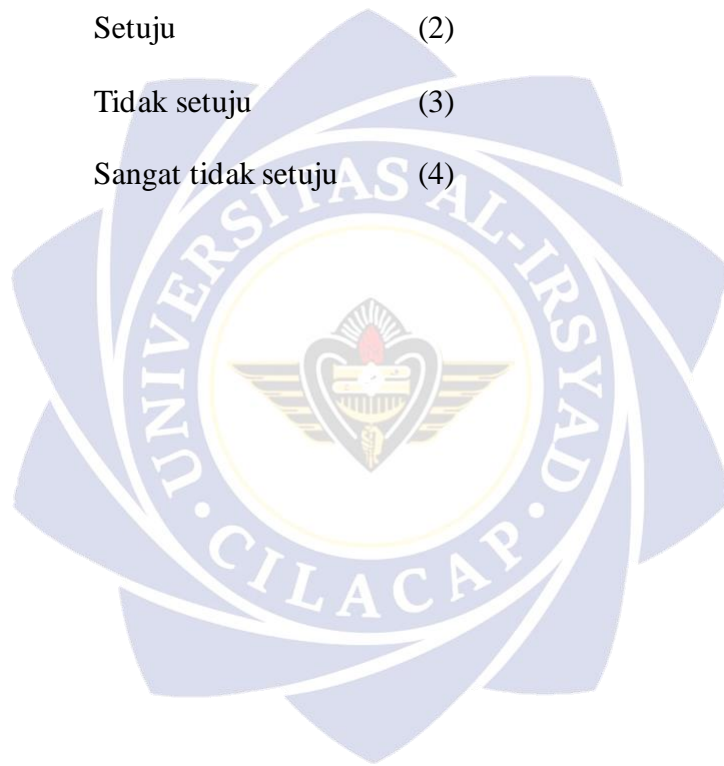 Setuju (2)
Tidak setuju (3)
Sangat tidak setuju (4)
UNIVERSITAS AL-IRSYAD
CILACAP